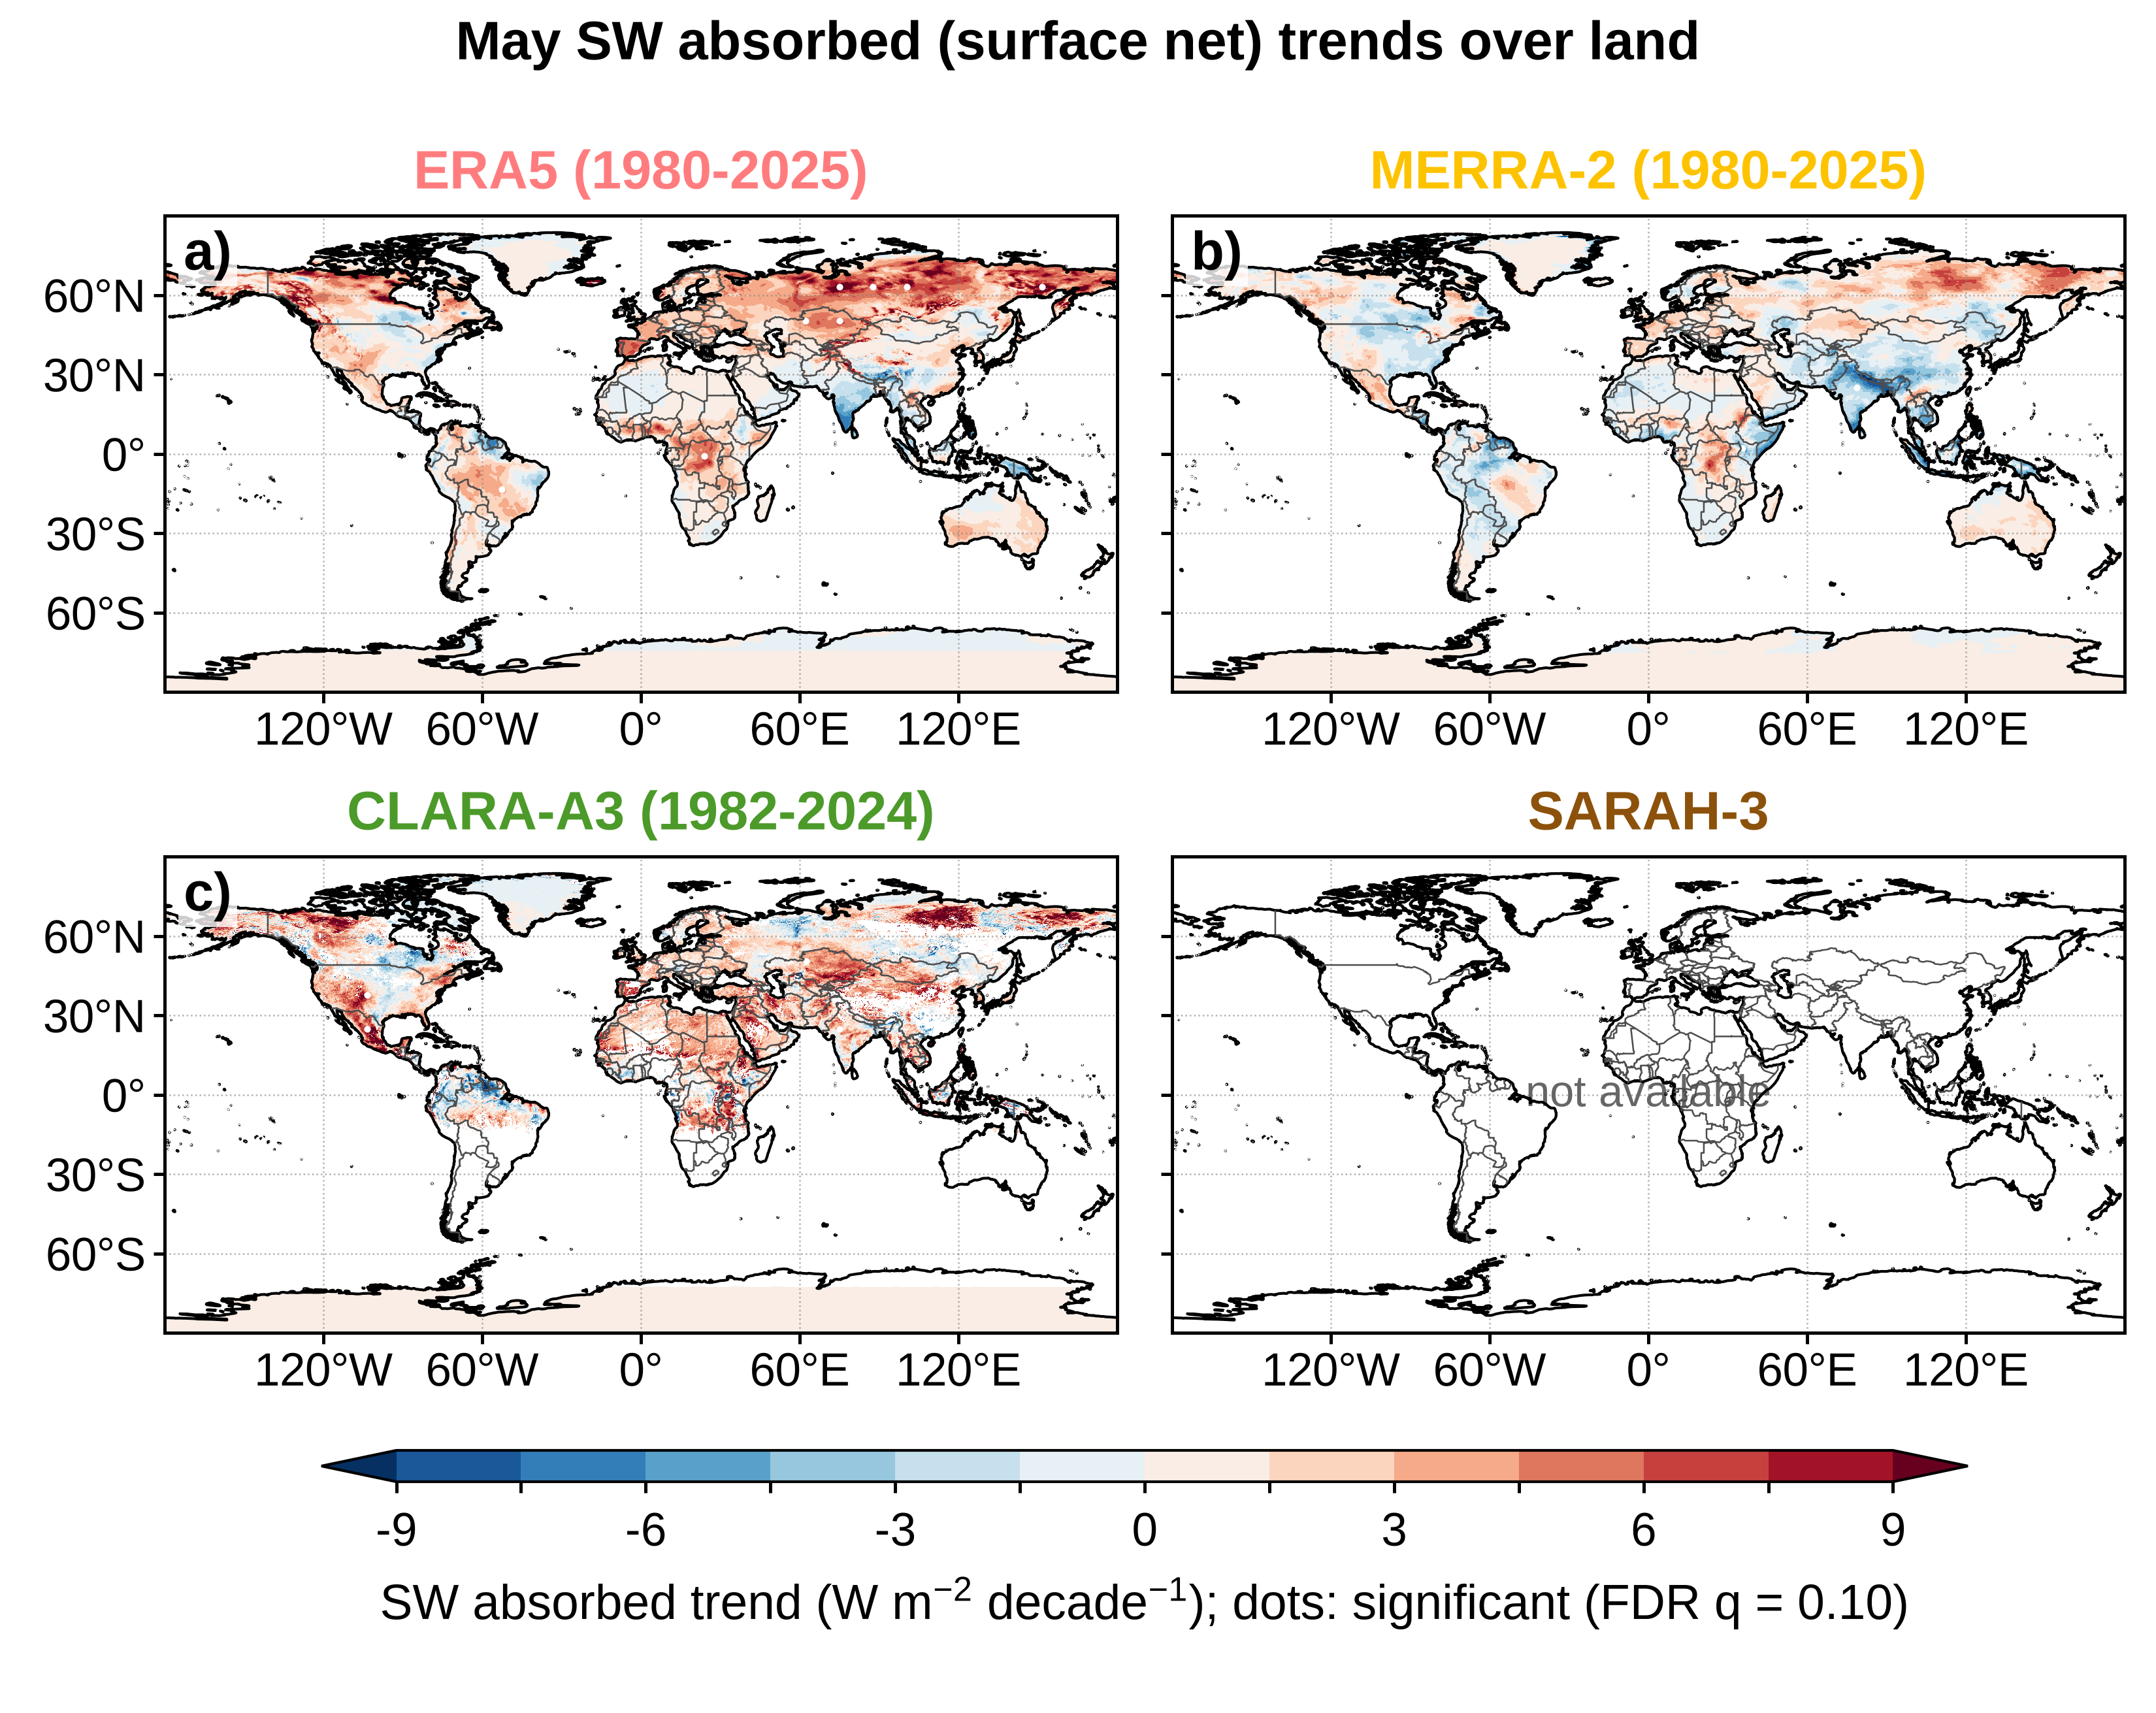 May SW absorbed (surface net) trends over land
ERA5 (1980-2025)
MERRA-2 (1980-2025)
a)
b)
60°N
30°N
0°
30°S
60°S
120°W 60°W 0° 60°E 120°E
120°W 60°W 0° 60°E 120°E
CLARA-A3 (1982-2024)
SARAH-3
c)
60°N
30°N
0°
30°S
60°S
not available
120°W 60°W 0° 60°E 120°E
120°W 60°W 0° 60°E 120°E
-9 -6 -3 0 3 6 9
SW absorbed trend (W m⁻² decade⁻¹); dots: significant (FDR q = 0.10)